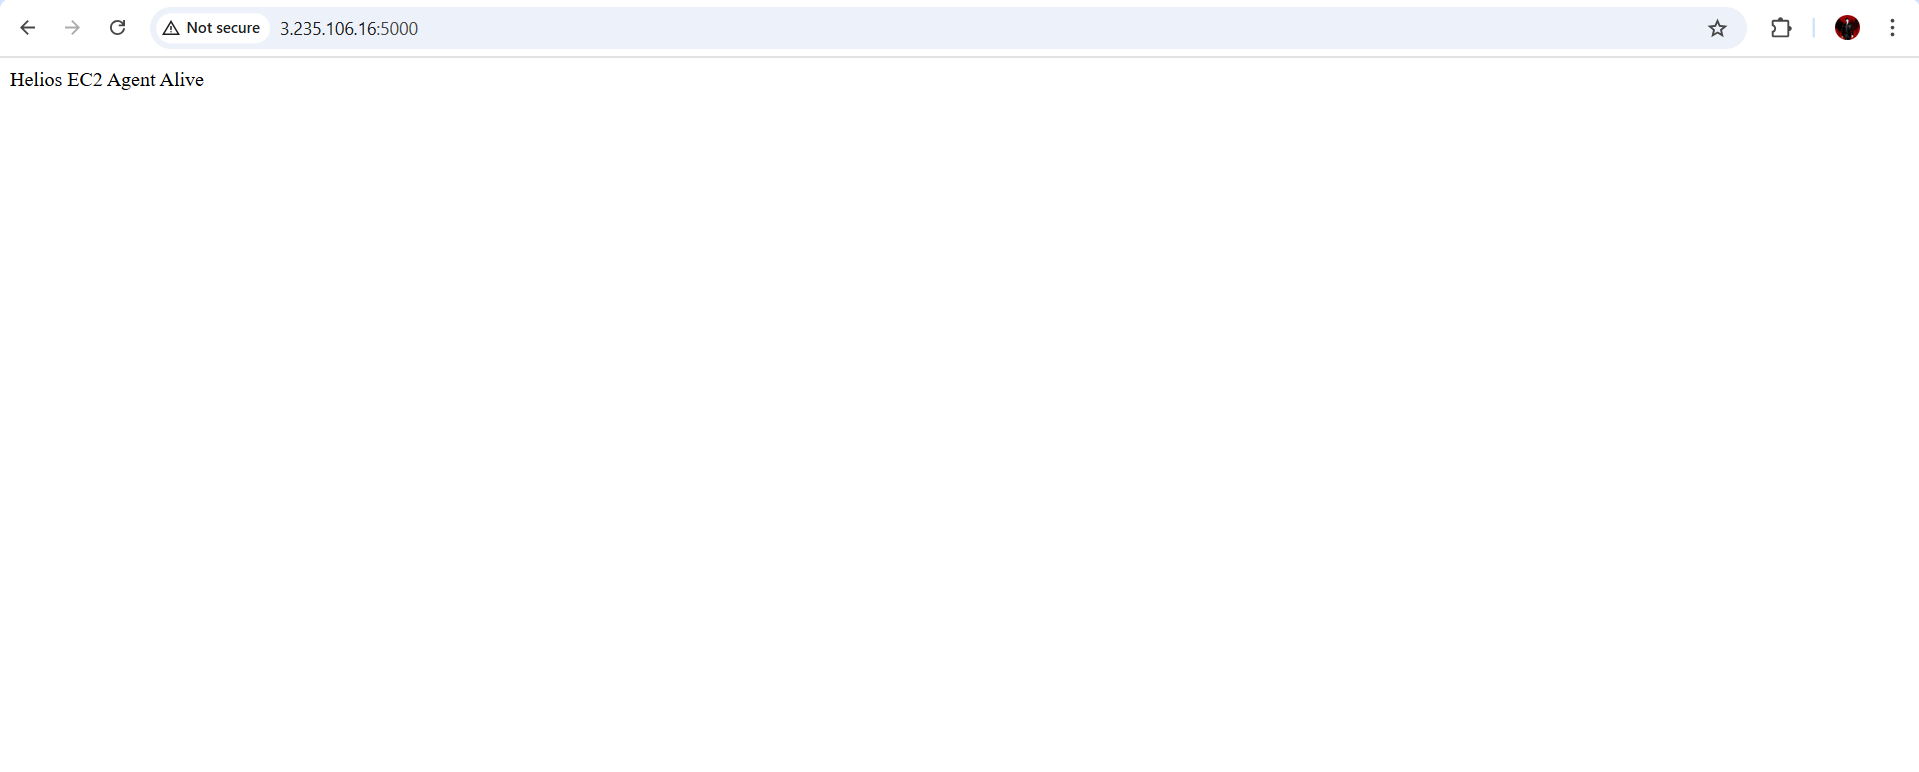 Not secure 3.235.106.16:5000
Helios EC2 Agent Alive